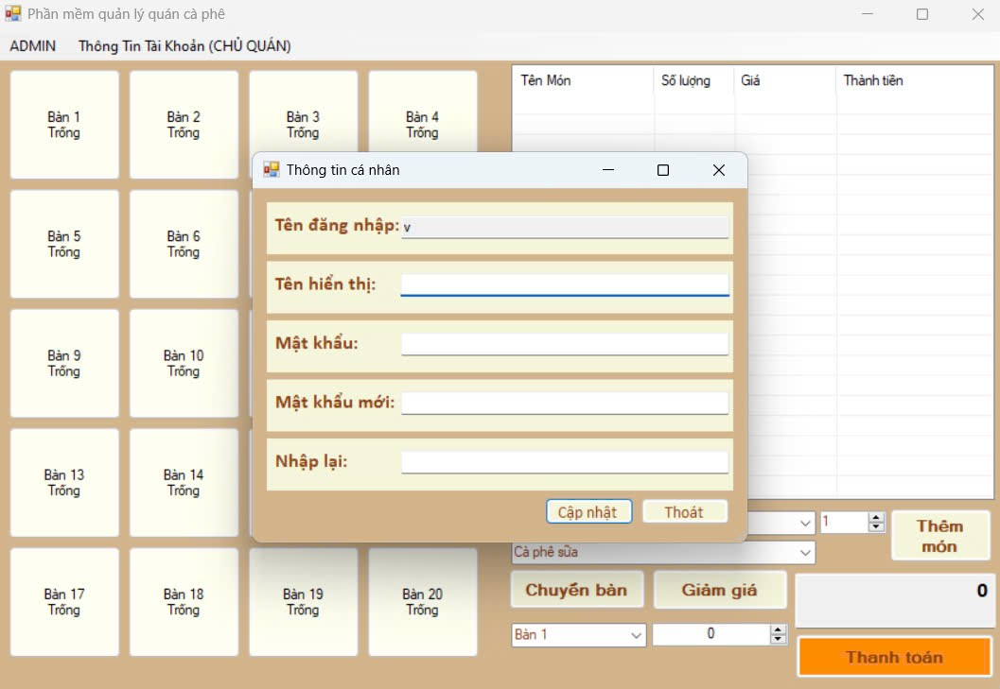 Phần mềm quản lý quán cà phê
ADMIN Thông Tin Tài Khoản (CHỦ QUÁN)
Bàn 1
Trống
Bàn 2
Trống
Bàn 3
Trống
Bàn 4
Trống
Tên Món Số lượng Giá Thành tiền
Thông tin cá nhân
Tên đăng nhập: v
Tên hiển thị:
Mật khẩu:
Mật khẩu mới:
Nhập lại:
Cập nhật Thoát
Bàn 5
Trống
Bàn 6
Trống
Bàn 9
Trống
Bàn 10
Trống
Bàn 13
Trống
Bàn 14
Trống
Bàn 17
Trống
Bàn 18
Trống
Bàn 19
Trống
Bàn 20
Trống
1
Thêm
món
Cà phê sữa
Chuyển bàn Giảm giá 0
Bàn 1 0
Thanh toán